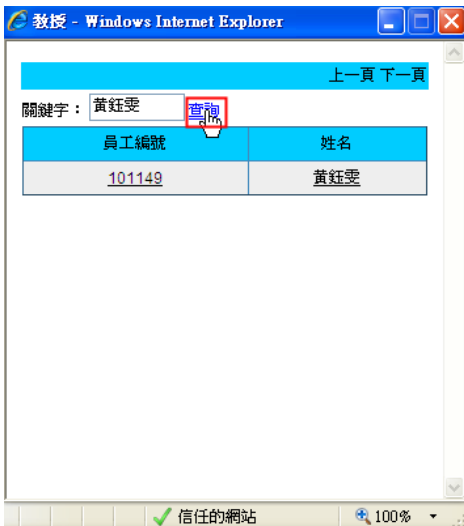 教授 - Windows Internet Explorer
上一頁 下一頁
關鍵字： 黃鈺雯 查詢
員工編號 姓名
101149 黃鈺雯
信任的網站 100%